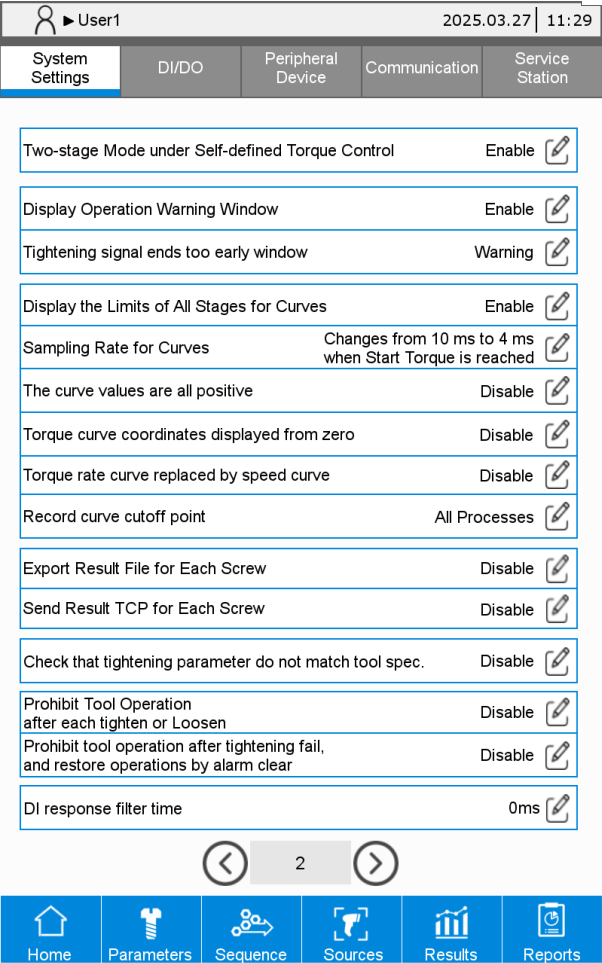 ▶User1
2025.03.27 11:29
System
Settings
DI/DO
Peripheral
Device
Communication
Service
Station
Two-stage Mode under Self-defined Torque Control
Enable
Display Operation Warning Window
Enable
Tightening signal ends too early window
Warning
Display the Limits of All Stages for Curves
Enable
Sampling Rate for Curves
Changes from 10 ms to 4 ms
when Start Torque is reached
The curve values are all positive
Disable
Torque curve coordinates displayed from zero
Disable
Torque rate curve replaced by speed curve
Disable
Record curve cutoff point
All Processes
Export Result File for Each Screw
Disable
Send Result TCP for Each Screw
Disable
Check that tightening parameter do not match tool spec.
Disable
Prohibit Tool Operation
after each tighten or Loosen
Disable
Prohibit tool operation after tightening fail,
and restore operations by alarm clear
Disable
DI response filter time
0ms
2
Home
Parameters
Sequence
Sources
Results
Reports